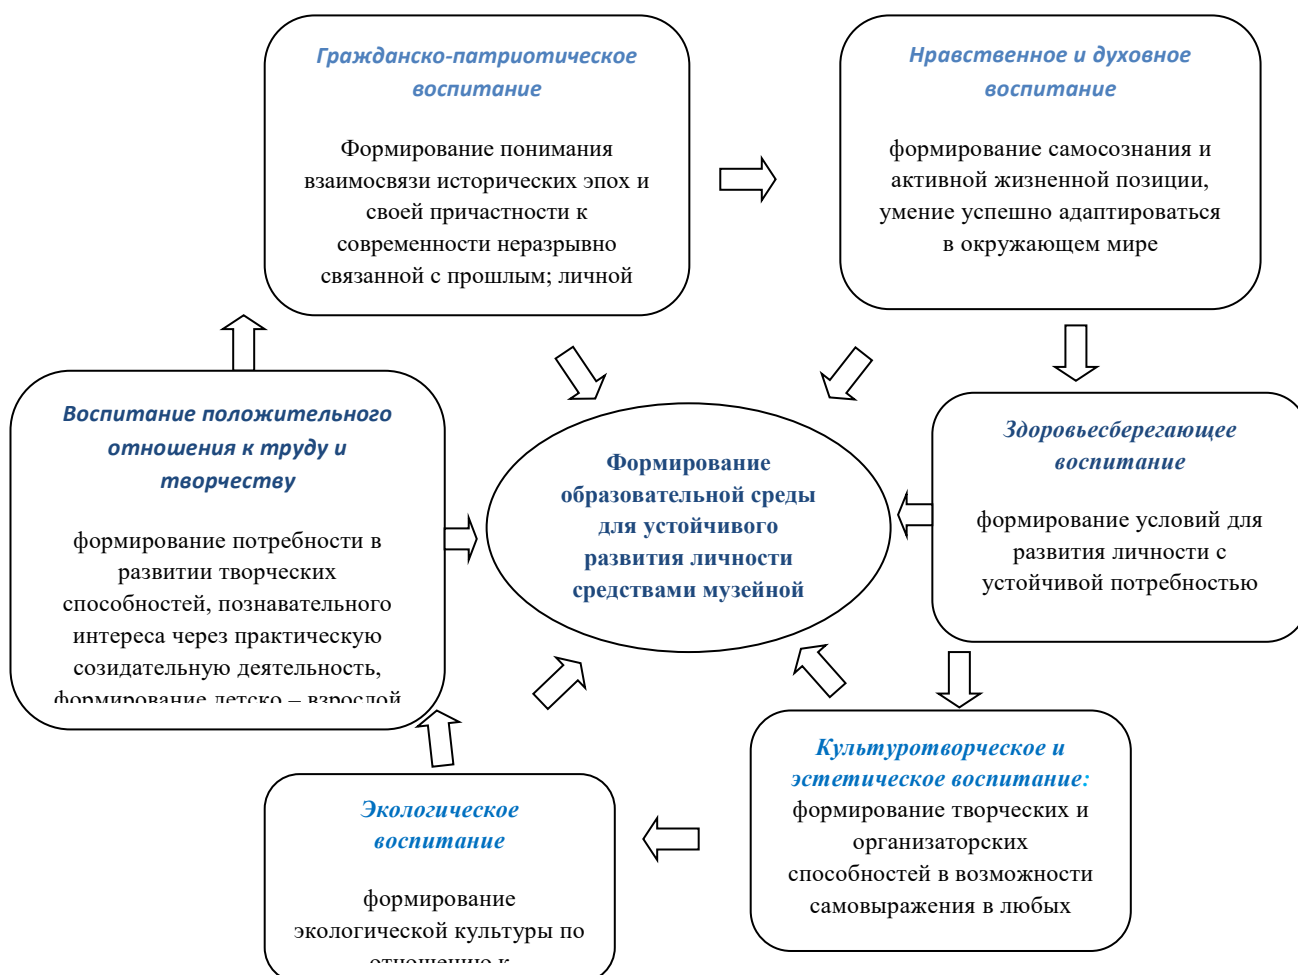 Гражданско-патриотическое
воспитание
Формирование понимания
взаимосвязи исторических эпох и
своей причастности к
современности неразрывно
связанной с прошлым; личной
Нравственное и духовное
воспитание
формирование самосознания и
активной жизненной позиции,
умение успешно адаптироваться
в окружающем мире
Воспитание положительного
отношения к труду и
творчеству
формирование потребности в
развитии творческих
способностей, познавательного
интереса через практическую
созидательную деятельность,
формирование детско – взрослой
Формирование
образовательной среды
для устойчивого
развития личности
средствами музейной
Здоровьесберегающее
воспитание
формирование условий для
развития личности с
устойчивой потребностью
Культуротворческое и
эстетическое воспитание:
формирование творческих и
организаторских
способностей в возможности
самовыражения в любых
Экологическое
воспитание
формирование
экологической культуры по
отношению к